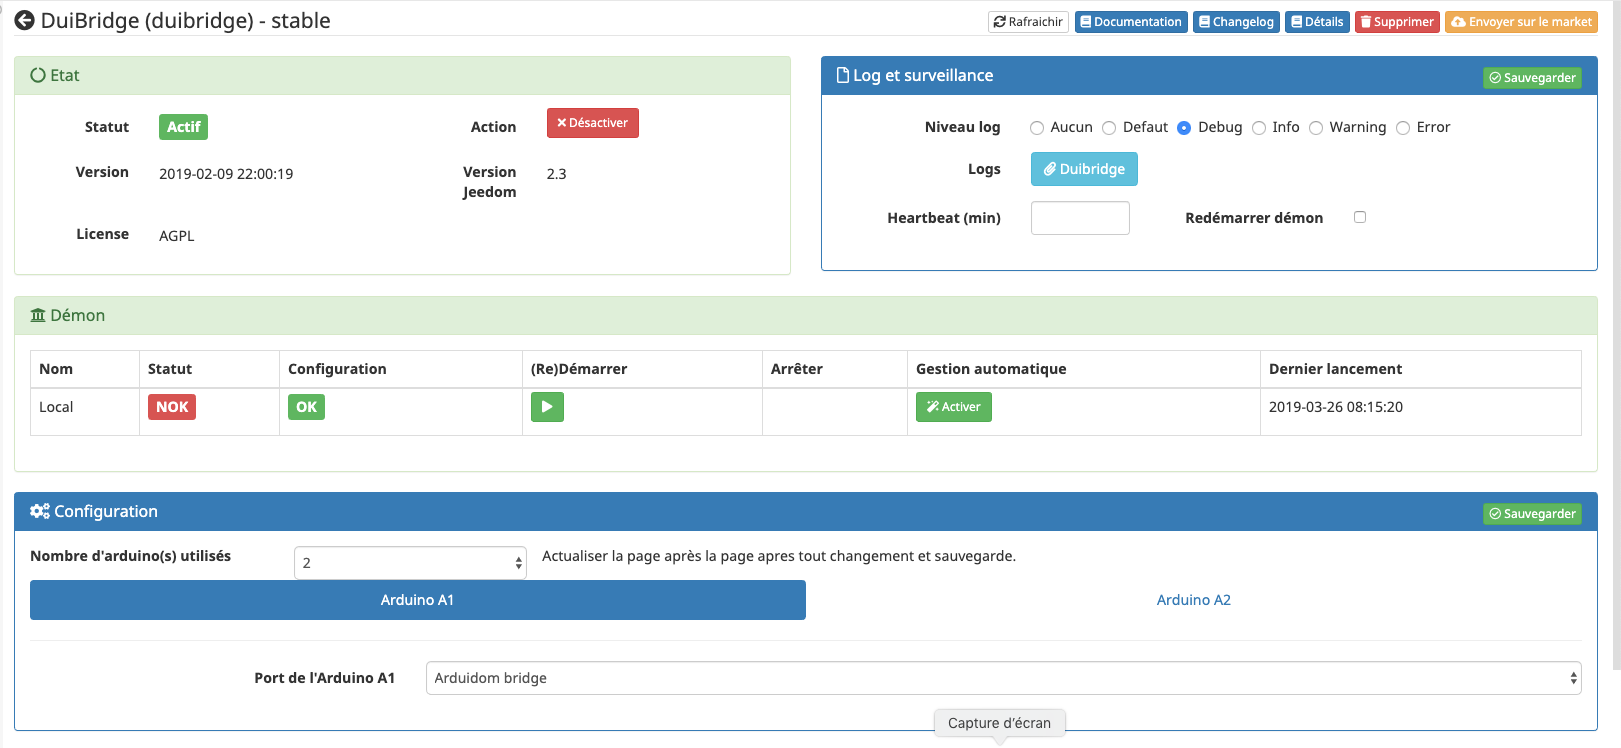 DuiBridge (duibridge) - stable
Rafraichir Documentation Changelog Détails Supprimer Envoyer sur le market
Etat
Statut Actif Action Désactiver
Version 2019-02-09 22:00:19 Version Jeedom 2.3
License AGPL
Log et surveillance Sauvegarder
Niveau log Aucun Defaut Debug Info Warning Error
Logs Duibridge
Heartbeat (min) Redémarrer démon
Démon
Nom Statut Configuration (Re)Démarrer Arrêter Gestion automatique Dernier lancement
Local NOK OK Activer 2019-03-26 08:15:20
Configuration Sauvegarder
Nombre d'arduino(s) utilisés 2 Actualiser la page après la page apres tout changement et sauvegarde.
Arduino A1 Arduino A2
Port de l'Arduino A1 Arduidom bridge
Capture d'écran